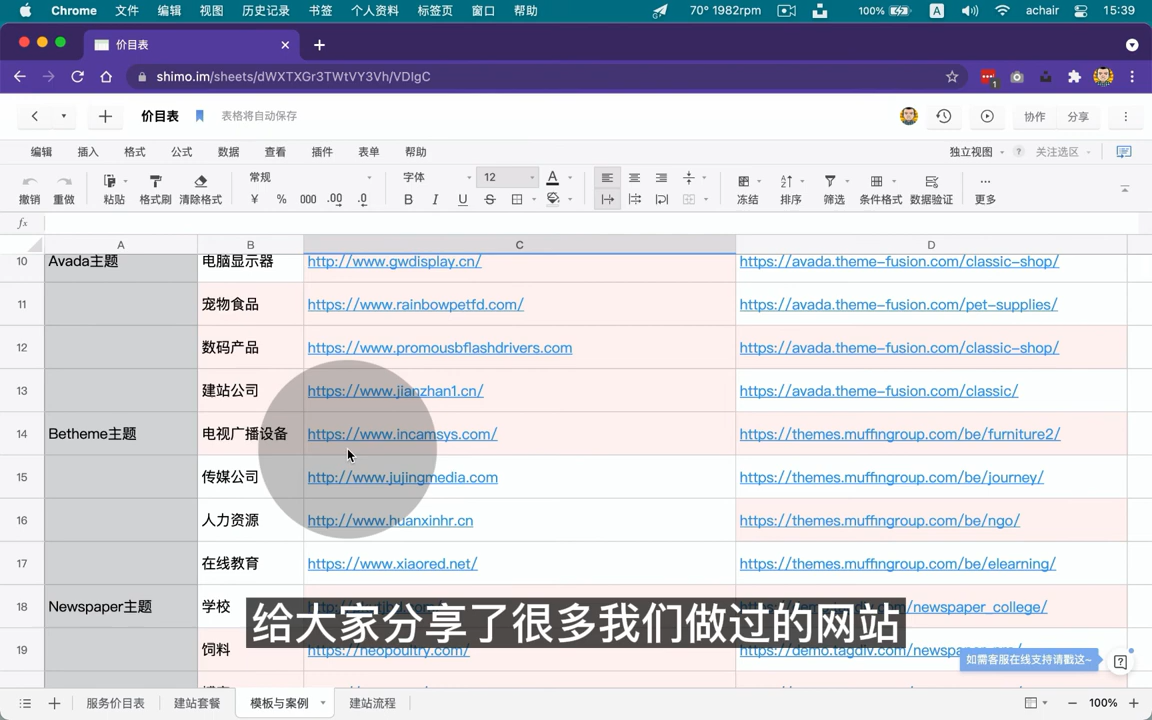 Chrome 文件 编辑 视图 历史记录 书签 个人资料 标签页 窗口 帮助 70° 1982rpm 100% A achair 15:39
价目表
shimo.im/sheets/dWXTXGr3TWtVY3Vh/VDlgC
价目表 表格将自动保存 协作 分享
编辑 插入 格式 公式 数据 查看 插件 表单 帮助 独立视图 ? 关注选区
常规 字体 12
撤销 重做 粘贴 格式刷 清除格式 ¥ % 000 .00 .0 B I U S 冻结 排序 筛选 条件格式 数据验证 更多
fx
A B C D
10 Avada主题 电脑显示器 http://www.gwdisplay.cn/ https://avada.theme-fusion.com/classic-shop/
11 宠物食品 https://www.rainbowpetfd.com/ https://avada.theme-fusion.com/pet-supplies/
12 数码产品 https://www.promousbflashdrivers.com https://avada.theme-fusion.com/classic-shop/
13 建站公司 https://www.jianzhan1.cn/ https://avada.theme-fusion.com/classic/
14 Betheme主题 电视广播设备 https://www.incamsys.com/ https://themes.muffingroup.com/be/furniture2/
15 传媒公司 http://www.jujingmedia.com https://themes.muffingroup.com/be/journey/
16 人力资源 http://www.huanxinhr.cn https://themes.muffingroup.com/be/ngo/
17 在线教育 https://www.xiaored.net/ https://themes.muffingroup.com/be/elearning/
18 Newspaper主题 学校 /newspaper_college/
给大家分享了很多我们做过的网站
19 饲料 https://neopoultry.com/
如需客服在线支持请戳这~
服务价目表 建站套餐 模板与案例 建站流程 100%